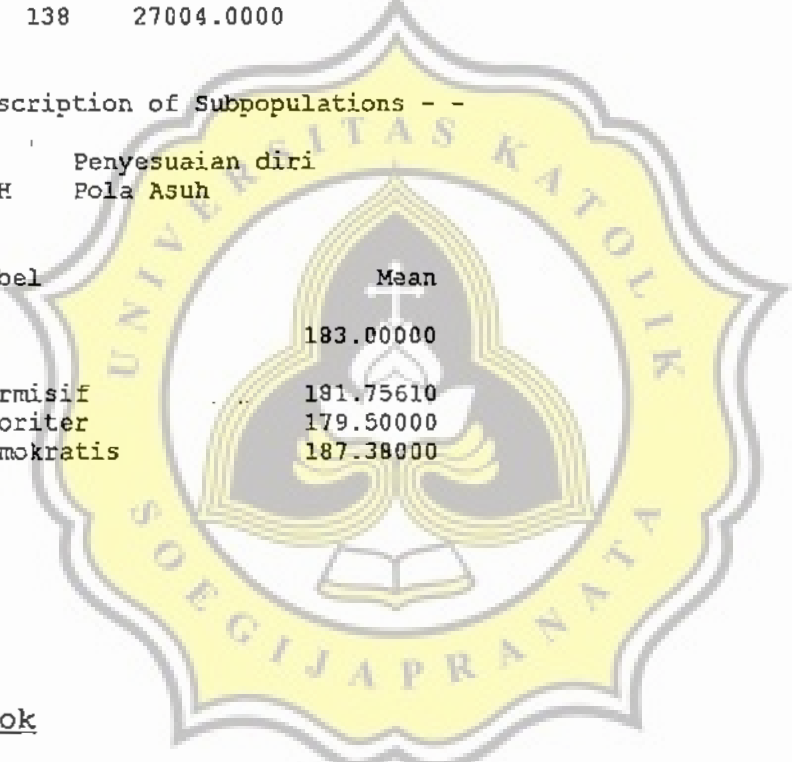 138 27004.0000
scription of Subpopulations - -
Penyesuaian diri
H Pola Asuh
bel Mean
183.00000
rmisif 181.75610
oriter 179.50000
mokratis 187.38000
ok
UNIVERSITAS KATOLIK
SOEGIJAPRANATA